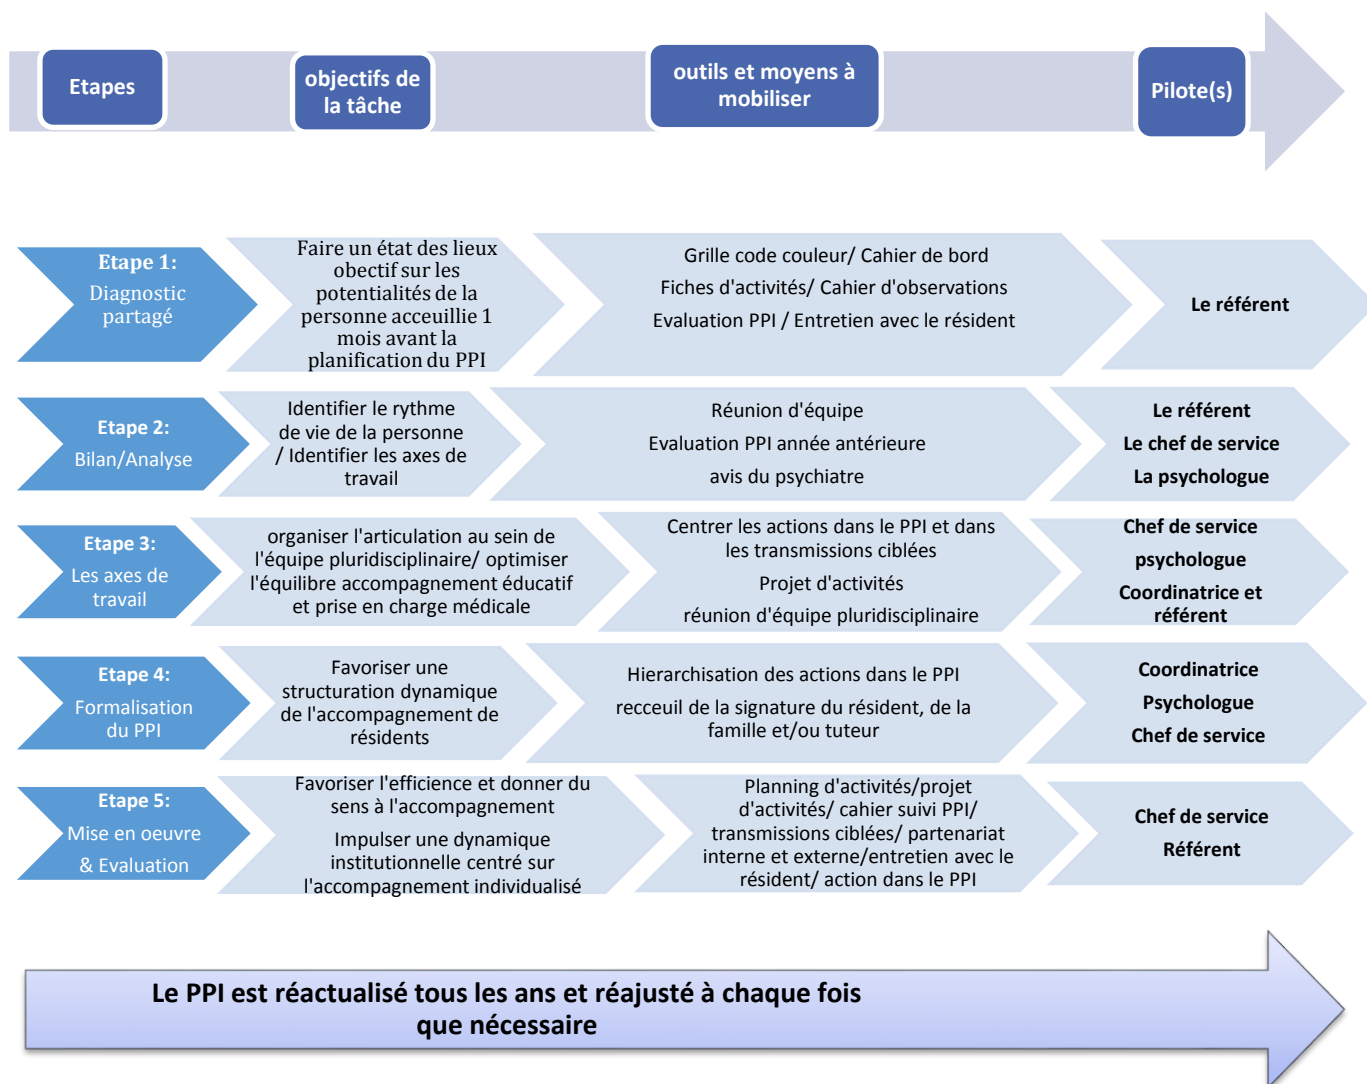 Etapes
objectifs de
la tâche
outils et moyens à
mobiliser
Pilote(s)
Etape 1:
Diagnostic
partagé
Faire un état des lieux
obectif sur les
potentialités de la
personne acceuillie 1
mois avant la
planification du PPI
Grille code couleur/ Cahier de bord
Fiches d'activités/ Cahier d'observations
Evaluation PPI / Entretien avec le résident
Le référent
Etape 2:
Bilan/Analyse
Identifier le rythme
de vie de la personne
/ Identifier les axes de
travail
Réunion d'équipe
Evaluation PPI année antérieure
avis du psychiatre
Le référent
Le chef de service
La psychologue
Etape 3:
Les axes de
travail
organiser l'articulation au sein de
l'équipe pluridisciplinaire/ optimiser
l'équilibre accompagnement éducatif
et prise en charge médicale
Centrer les actions dans le PPI et dans
les transmissions ciblées
Projet d'activités
réunion d'équipe pluridisciplinaire
Chef de service
psychologue
Coordinatrice et
référent
Etape 4:
Formalisation
du PPI
Favoriser une
structuration dynamique
de l'accompagnement de
résidents
Hierarchisation des actions dans le PPI
recceuil de la signature du résident, de la
famille et/ou tuteur
Coordinatrice
Psychologue
Chef de service
Etape 5:
Mise en oeuvre
& Evaluation
Favoriser l'efficience et donner du
sens à l'accompagnement
Impulser une dynamique
institutionnelle centré sur
l'accompagnement individualisé
Planning d'activités/projet
d'activités/ cahier suivi PPI/
transmissions ciblées/ partenariat
interne et externe/entretien avec le
résident/ action dans le PPI
Chef de service
Référent
Le PPI est réactualisé tous les ans et réajusté à chaque fois
que nécessaire